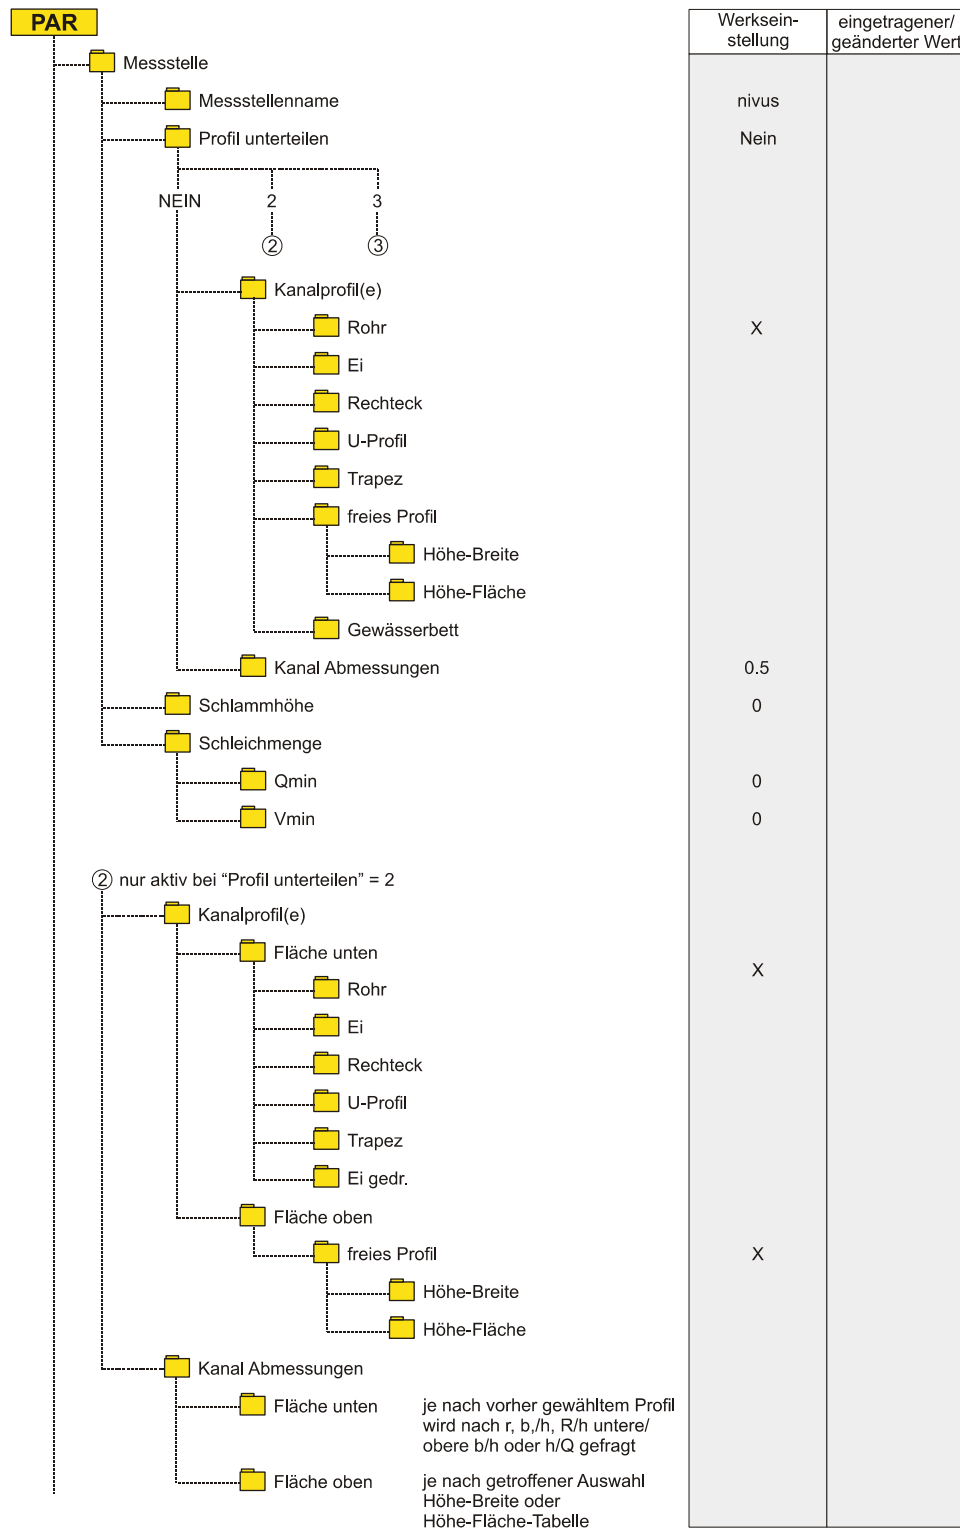 PAR
Werksein-
stellung
eingetragener/
geänderter Wert
Messstelle
Messstellenname
nivus
Profil unterteilen
Nein
NEIN
2
3
2
3
Kanalprofil(e)
Rohr
X
Ei
Rechteck
U-Profil
Trapez
freies Profil
Höhe-Breite
Höhe-Fläche
Gewässerbett
Kanal Abmessungen
0.5
Schlammhöhe
0
Schleichmenge
Qmin
0
Vmin
0
2 nur aktiv bei “Profil unterteilen” = 2
Kanalprofil(e)
Fläche unten
X
Rohr
Ei
Rechteck
U-Profil
Trapez
Ei gedr.
Fläche oben
freies Profil
X
Höhe-Breite
Höhe-Fläche
Kanal Abmessungen
Fläche unten
je nach vorher gewähltem Profil
wird nach r, b,/h, R/h untere/
obere b/h oder h/Q gefragt
Fläche oben
je nach getroffener Auswahl
Höhe-Breite oder
Höhe-Fläche-Tabelle